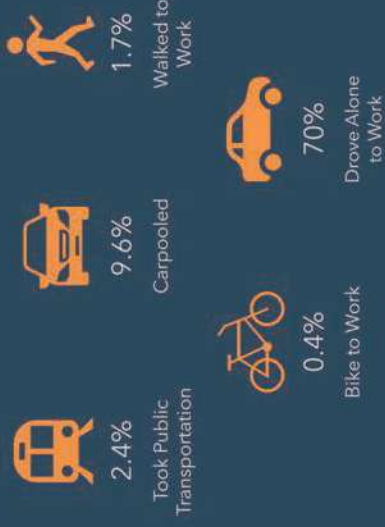 2.4%
Took Public
Transportation
9.6%
Carpooled
1.7%
Walked to
Work
0.4%
Bike to Work
70%
Drove Alone
to Work